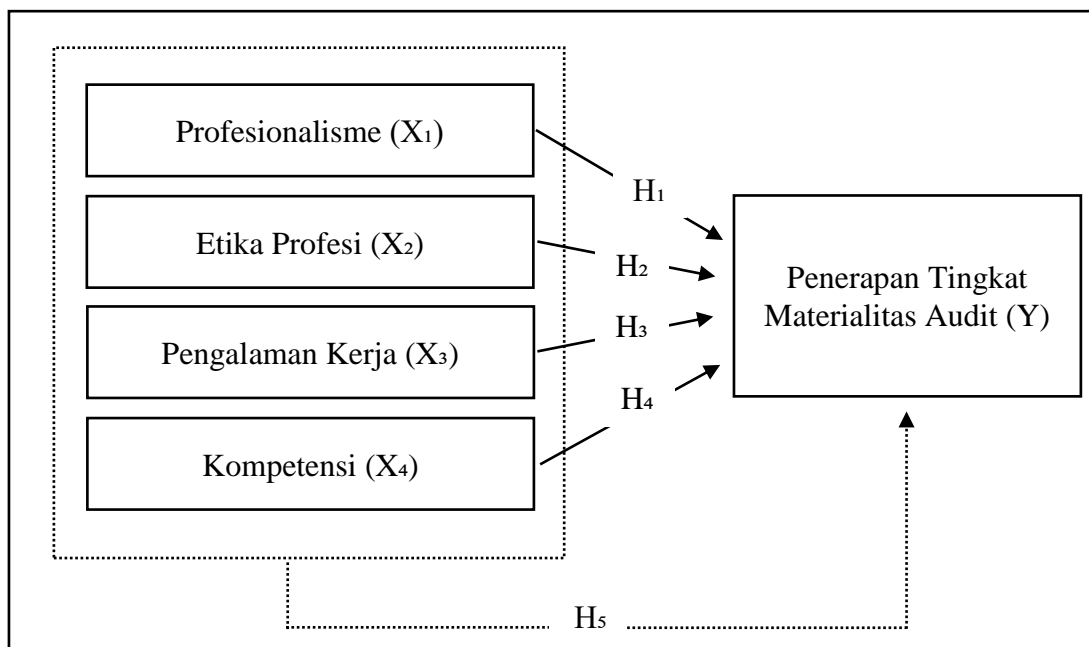 Profesionalisme (X₁)
H₁
Etika Profesi (X₂)
H₂
Pengalaman Kerja (X₃)
H₃
Kompetensi (X₄)
H₄
Penerapan Tingkat
Materialitas Audit (Y)
H₅